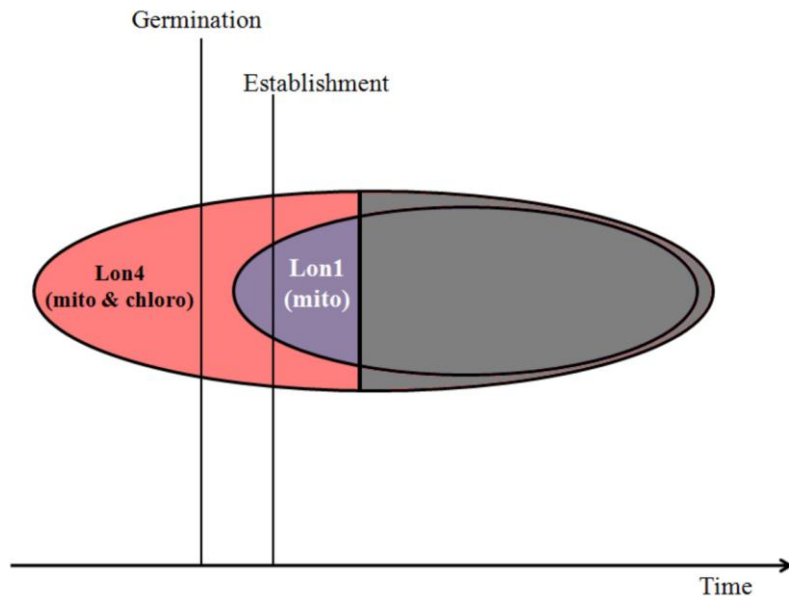 Germination
Establishment
Lon4
(mito & chloro)
Lon1
(mito)
Time